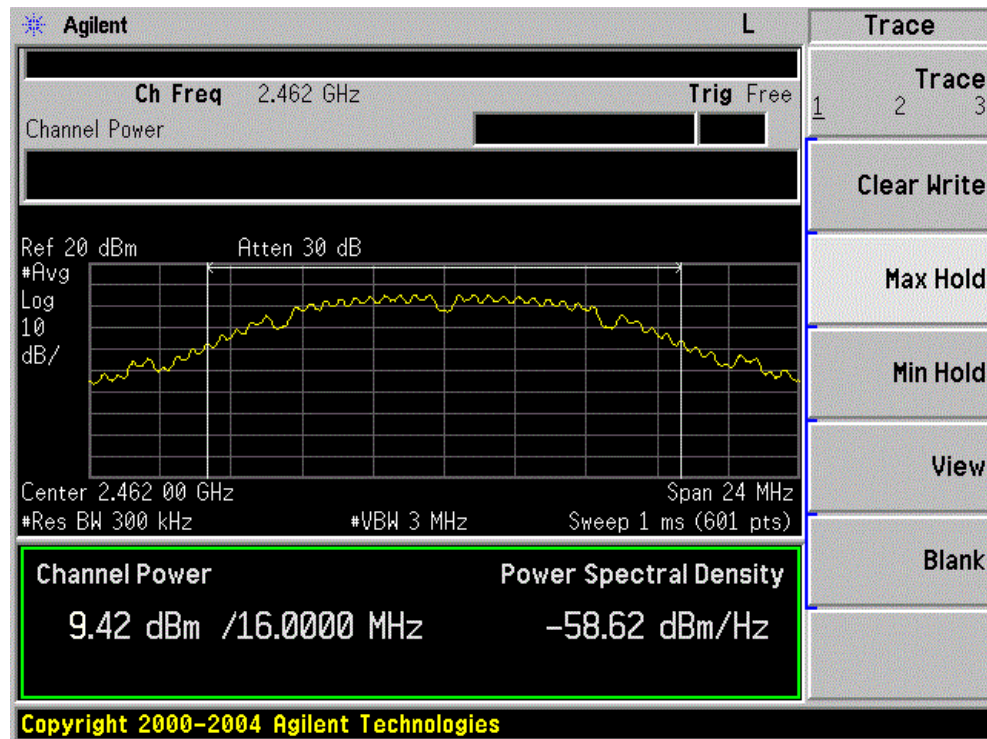 Agilent L Trace
Ch Freq 2.462 GHz Trig Free
Channel Power
Trace
1 2 3
Clear Write
Ref 20 dBm Atten 30 dB
#Avg
Log
10
dB/
Max Hold
Min Hold
View
Center 2.462 00 GHz Span 24 MHz
#Res BW 300 kHz #VBW 3 MHz Sweep 1 ms (601 pts)
Blank
Channel Power Power Spectral Density
9.42 dBm /16.0000 MHz -58.62 dBm/Hz
Copyright 2000-2004 Agilent Technologies